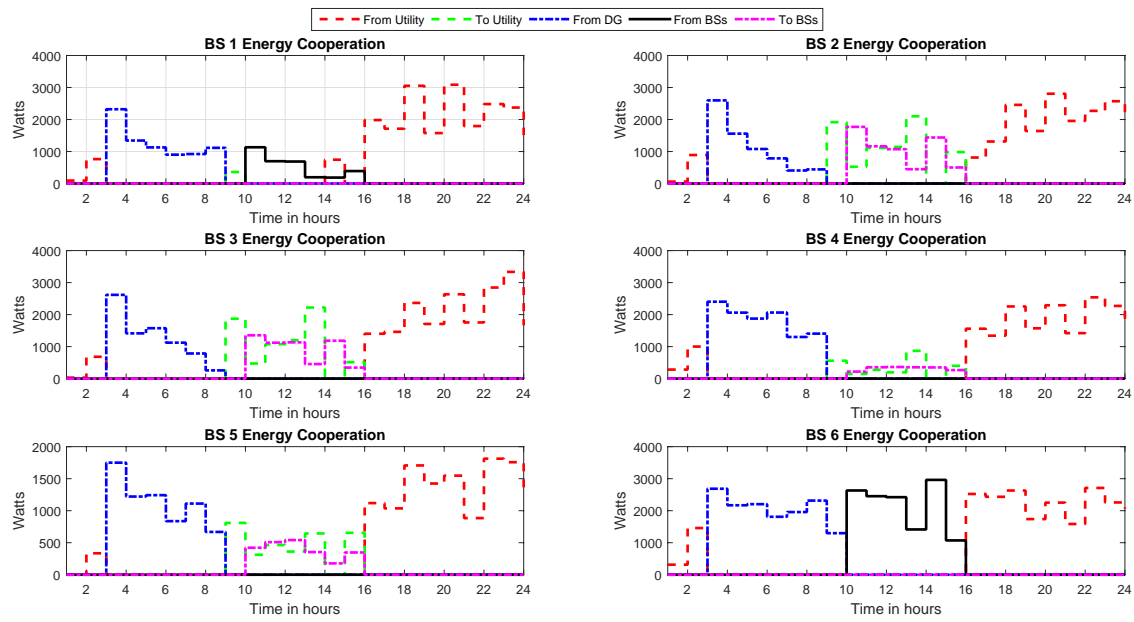 From Utility To Utility From DG From BSs To BSs
BS 1 Energy Cooperation
4000
3000
2000
1000
0
Watts
2 4 6 8 10 12 14 16 18 20 22 24
Time in hours
BS 2 Energy Cooperation
4000
3000
2000
1000
0
Watts
2 4 6 8 10 12 14 16 18 20 22 24
Time in hours
BS 3 Energy Cooperation
4000
3000
2000
1000
0
Watts
2 4 6 8 10 12 14 16 18 20 22 24
Time in hours
BS 4 Energy Cooperation
4000
3000
2000
1000
0
Watts
2 4 6 8 10 12 14 16 18 20 22 24
Time in hours
BS 5 Energy Cooperation
2000
1500
1000
500
0
Watts
2 4 6 8 10 12 14 16 18 20 22 24
Time in hours
BS 6 Energy Cooperation
4000
3000
2000
1000
0
Watts
2 4 6 8 10 12 14 16 18 20 22 24
Time in hours